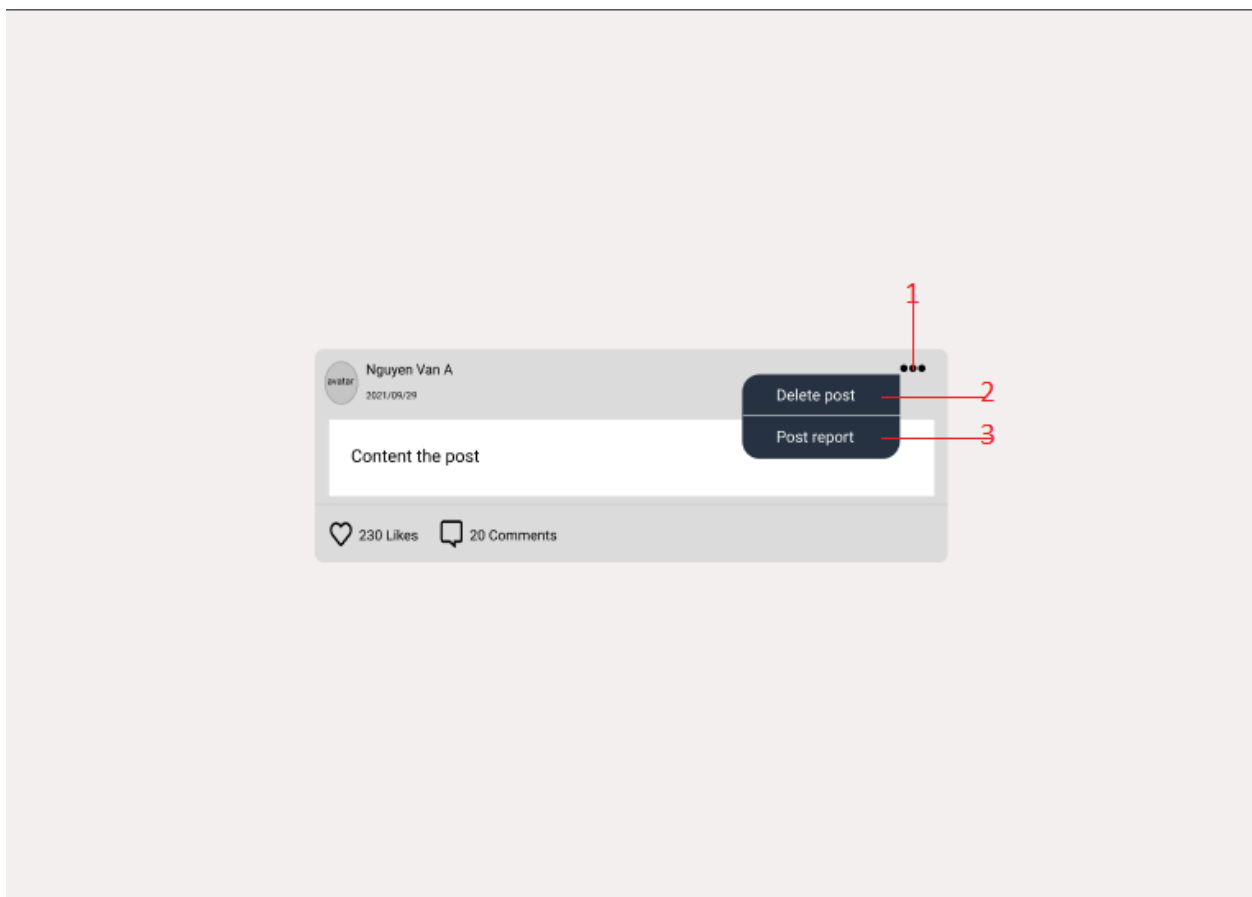 1
Nguyen Van A
avatar
2021/09/29
Delete post
2
Post report
3
Content the post
230 Likes
20 Comments